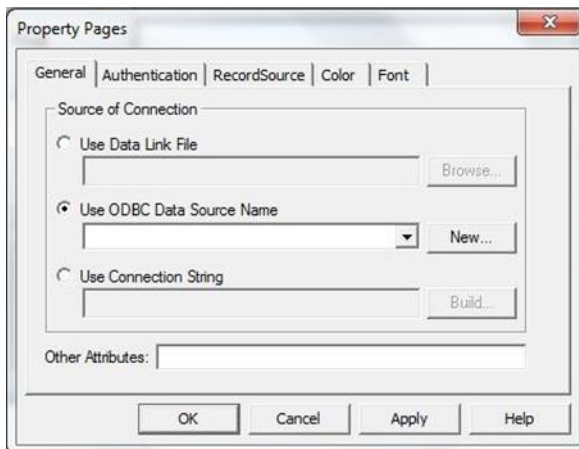 Property Pages
General Authentication RecordSource Color Font
Source of Connection
Use Data Link File
Browse...
Use ODBC Data Source Name
New...
Use Connection String
Build...
Other Attributes:
OK Cancel Apply Help